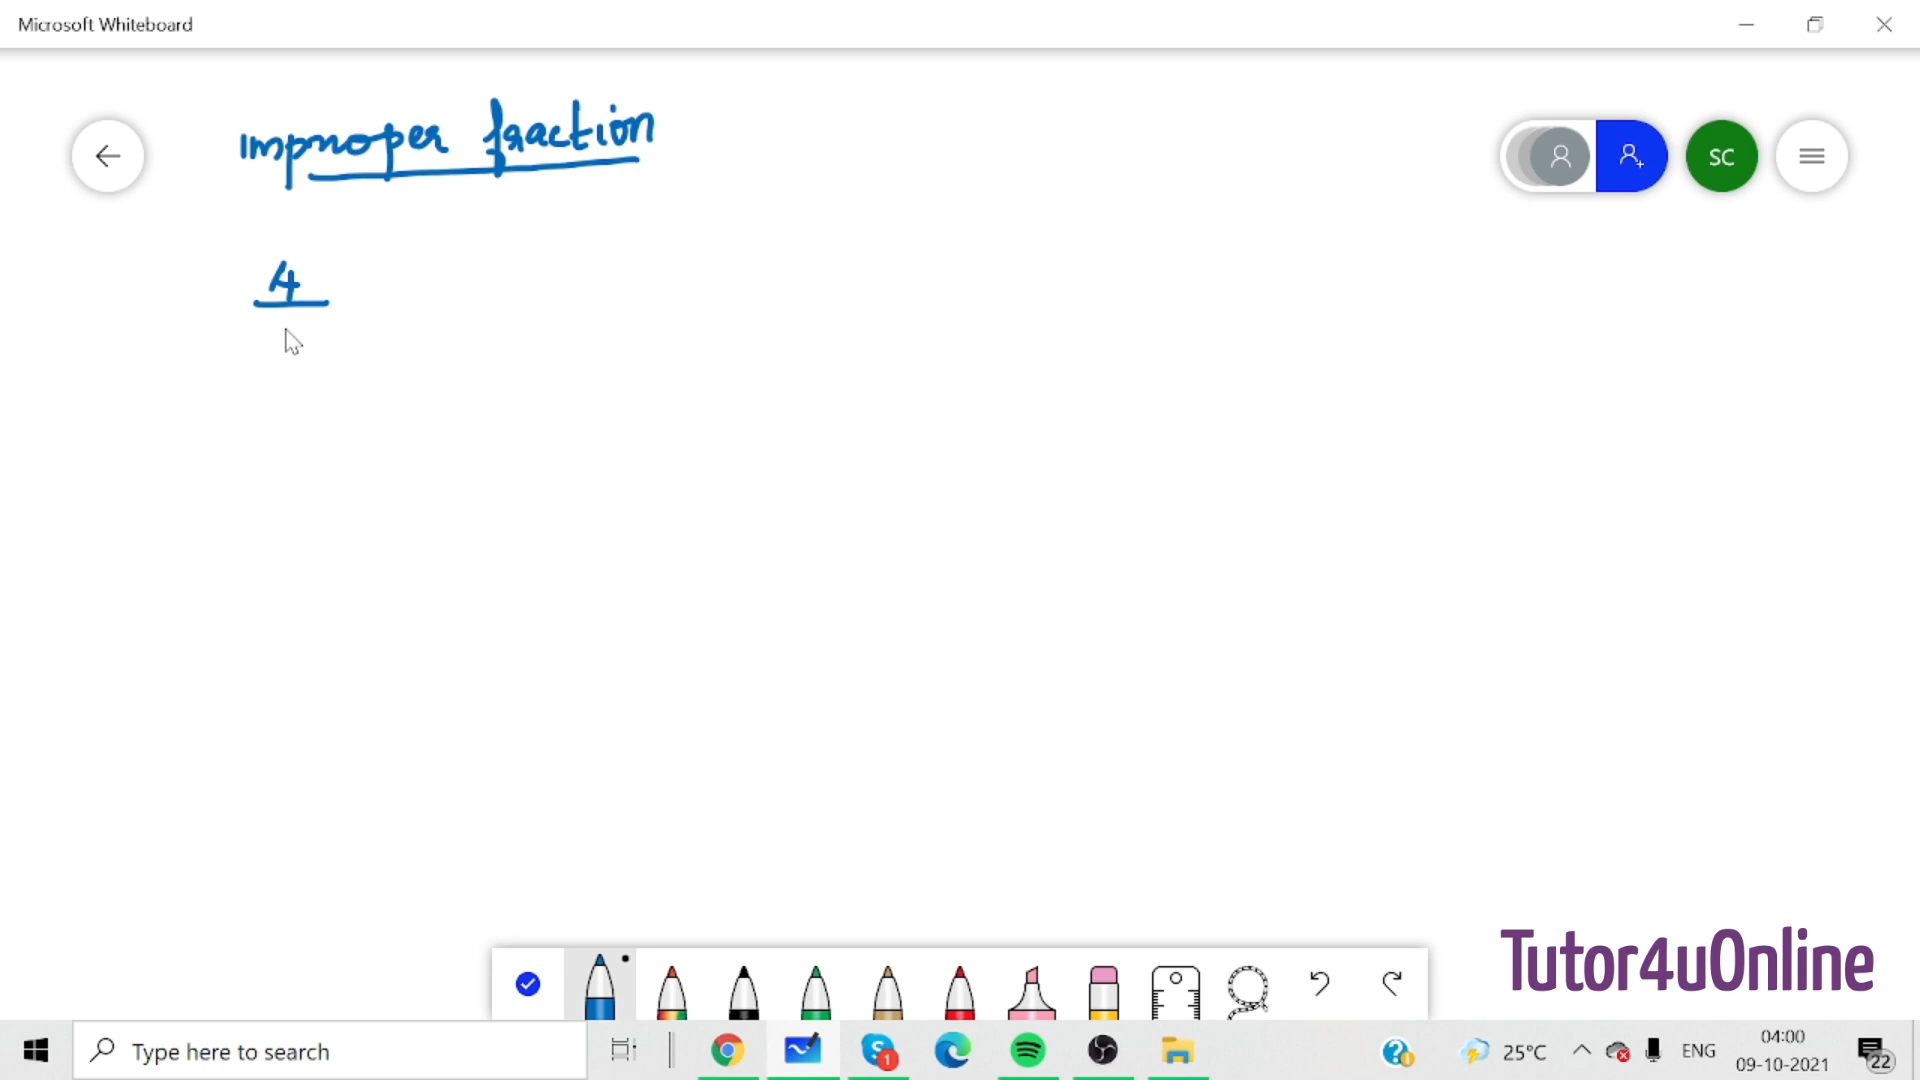 Microsoft Whiteboard
Improper fraction
SC
4
Tutor4uOnline
Type here to search
1
25°C
ENG
04:00
09-10-2021
22